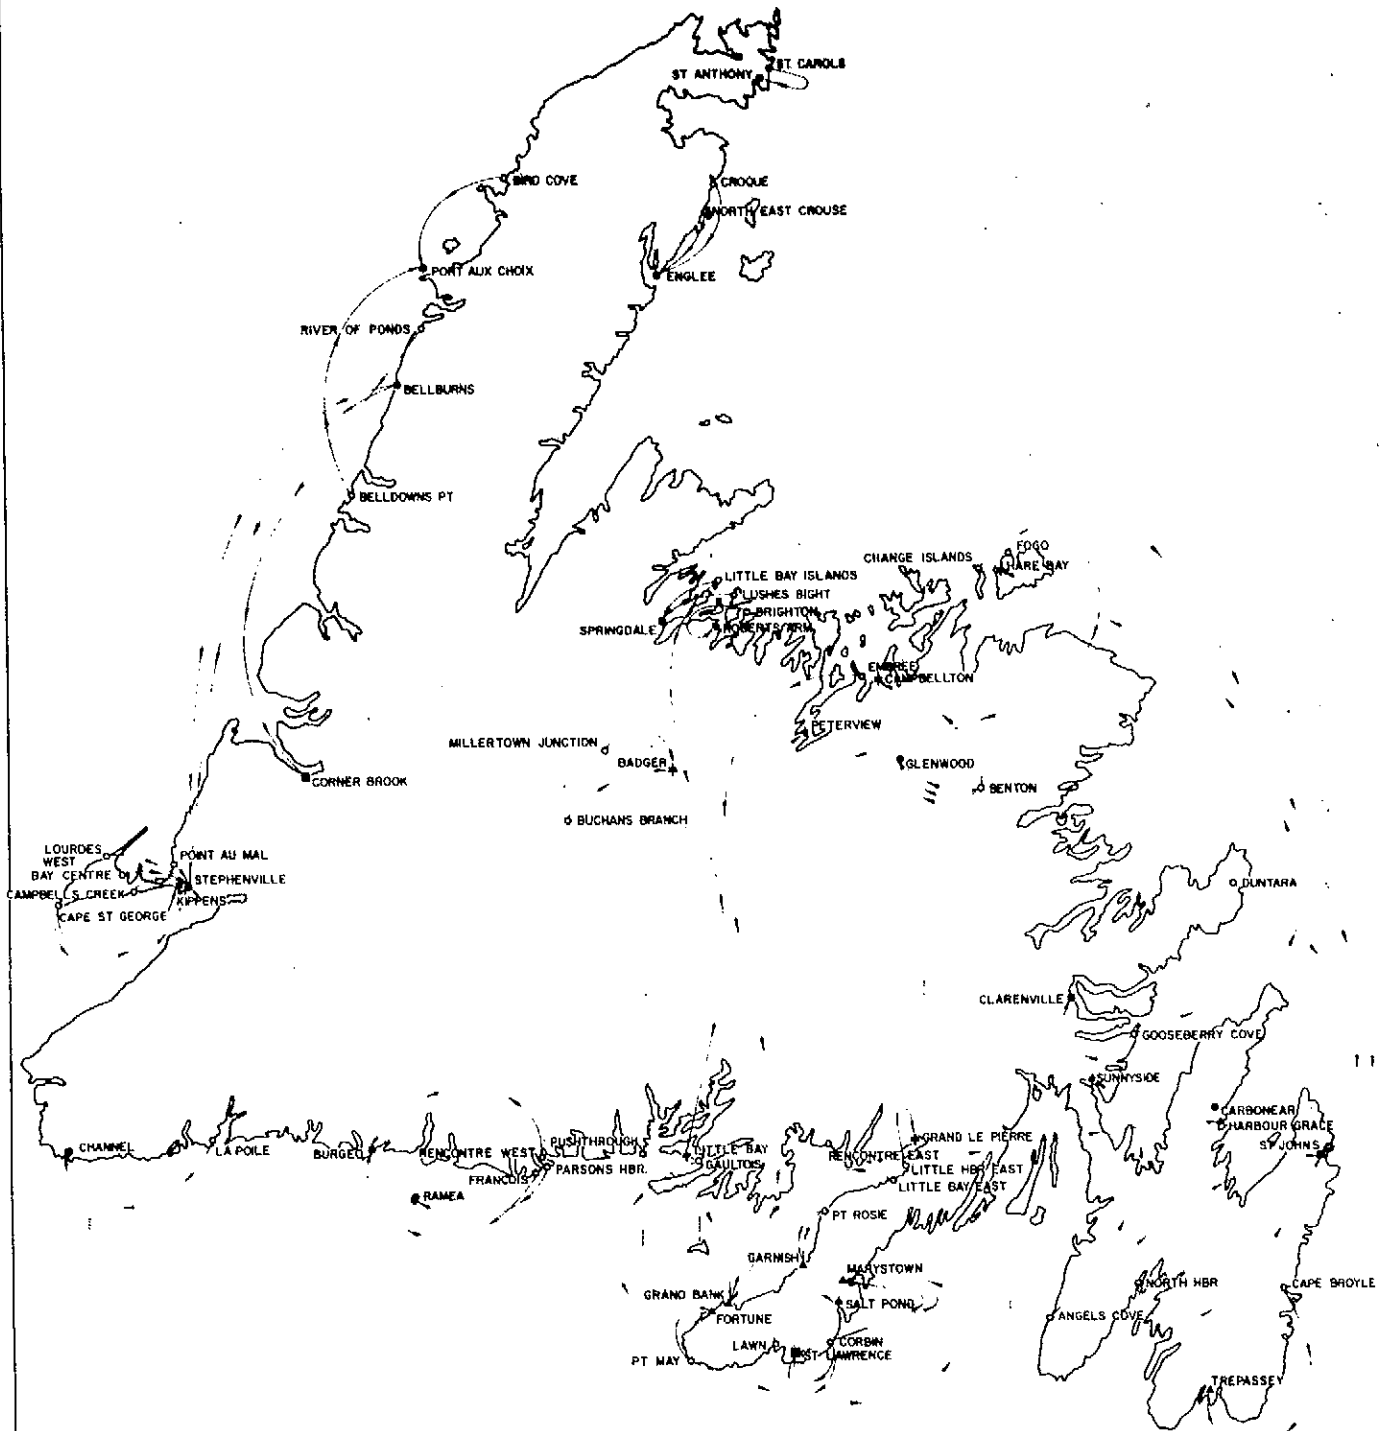 ST. CAROLS
ST ANTHONY
BIRD COVE
CROQUE
NORTH EAST CROUSE
PORT AUX CHOIX
ENGLEE
RIVER OF PONDS
BELLBURNS
BELLDOWNS PT
FOGO
CHANGE ISLANDS
HARE BAY
LITTLE BAY ISLANDS
LUSHES BIGHT
BRIGHTON
SPRINGDALE
ROBERTS ARM
EMBREE
CAMPBELLTON
PETERVIEW
MILLERTOWN JUNCTION
BADGER
GLENWOOD
CORNER BROOK
BENTON
BUCHANS BRANCH
LOURDES
WEST
BAY CENTRE
POINT AU MAL
STEPHENVILLE
CAMPBELLS CREEK
KIPPENS
CAPE ST GEORGE
DUNTARA
CLARENVILLE
GOOSEBERRY COVE
SUNNYSIDE
CARBONEAR
HARBOUR GRACE
ST JOHNS
CHANNEL
LA POILE
BURGEO
RENCONTRE WEST
PUSHTHROUGH
PARSONS HBR.
FRANCOIS
RAMEA
LITTLE BAY
GAULTOIS
GRAND LE PIERRE
RENCONTRE EAST
LITTLE HBR EAST
LITTLE BAY EAST
PT ROSIE
GARNISH
MARYSTOWN
GRAND BANK
SALT POND
FORTUNE
NORTH HBR
CAPE BROYLE
ANGELS COVE
LAWN
CORBIN
PT MAY
ST LAWRENCE
TREPASSEY